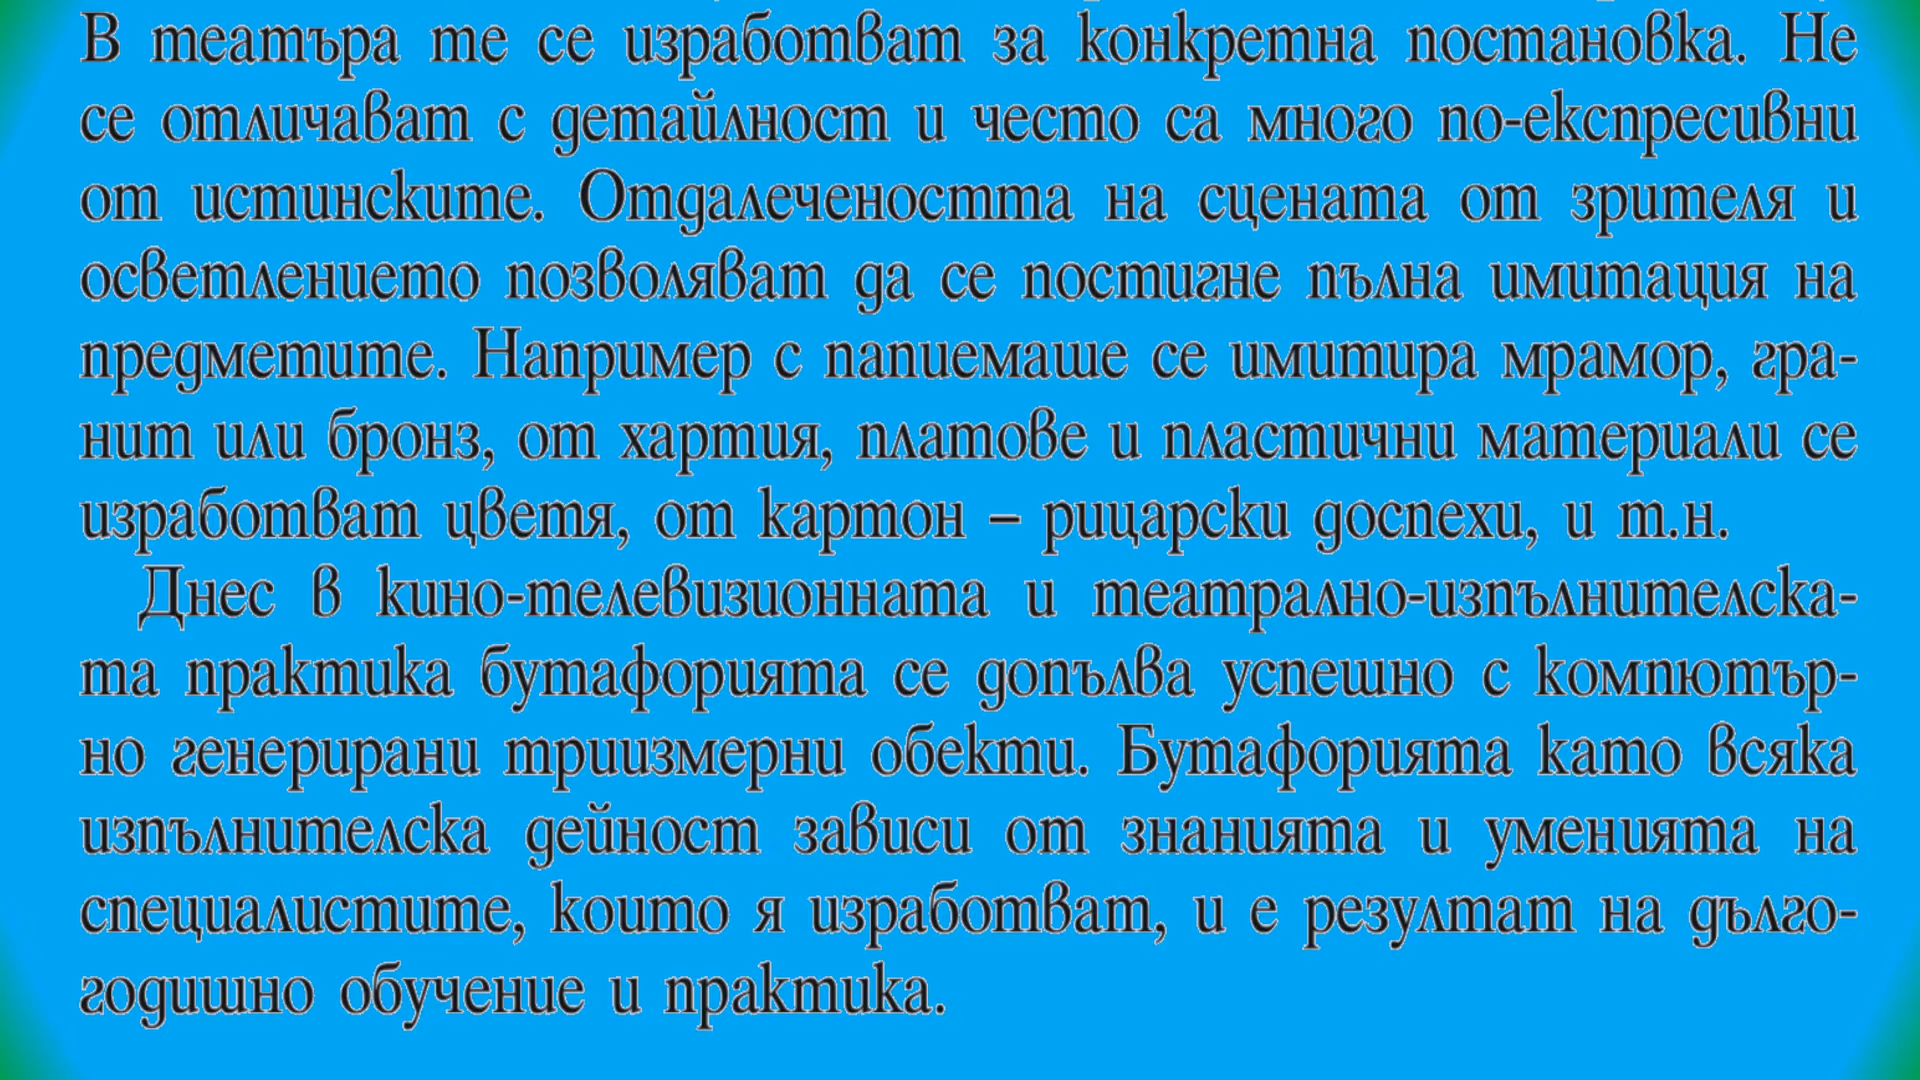 В театъра те се изработват за конкретна постановка. Не
се отличават с детайлност и често са много по-експресивни
от истинските. Отдалечеността на сцената от зрителя и
осветлението позволяват да се постигне пълна имитация на
предметите. Например с папиемаше се имитира мрамор, гра-
нит или бронз, от хартия, платове и пластични материали се
изработват цветя, от картон – рицарски доспехи, и т.н.
Днес в кино-телевизионната и театрално-изпълнителска-
та практика бутафорията се допълва успешно с компютър-
но генерирани триизмерни обекти. Бутафорията като всяка
изпълнителска дейност зависи от знанията и уменията на
специалистите, които я изработват, и е резултат на дълго-
годишно обучение и практика.